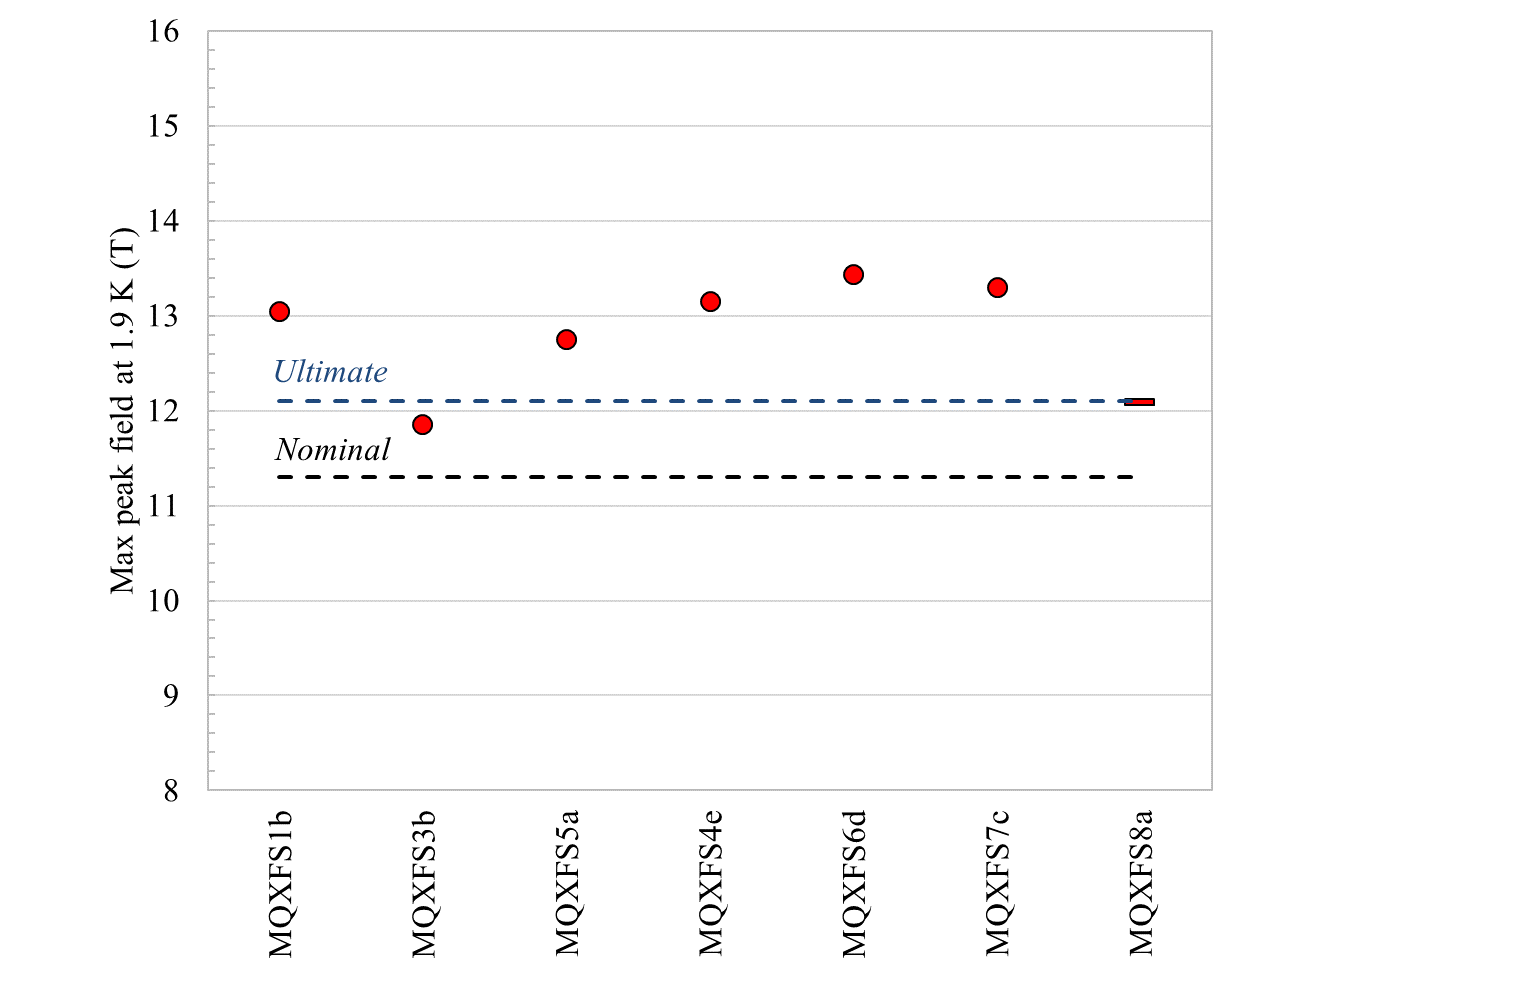 16
15
14
13
12
11
10
9
8
Max peak field at 1.9 K (T)
Ultimate
Nominal
MQXFS1b
MQXFS3b
MQXFS5a
MQXFS4e
MQXFS6d
MQXFS7c
MQXFS8a